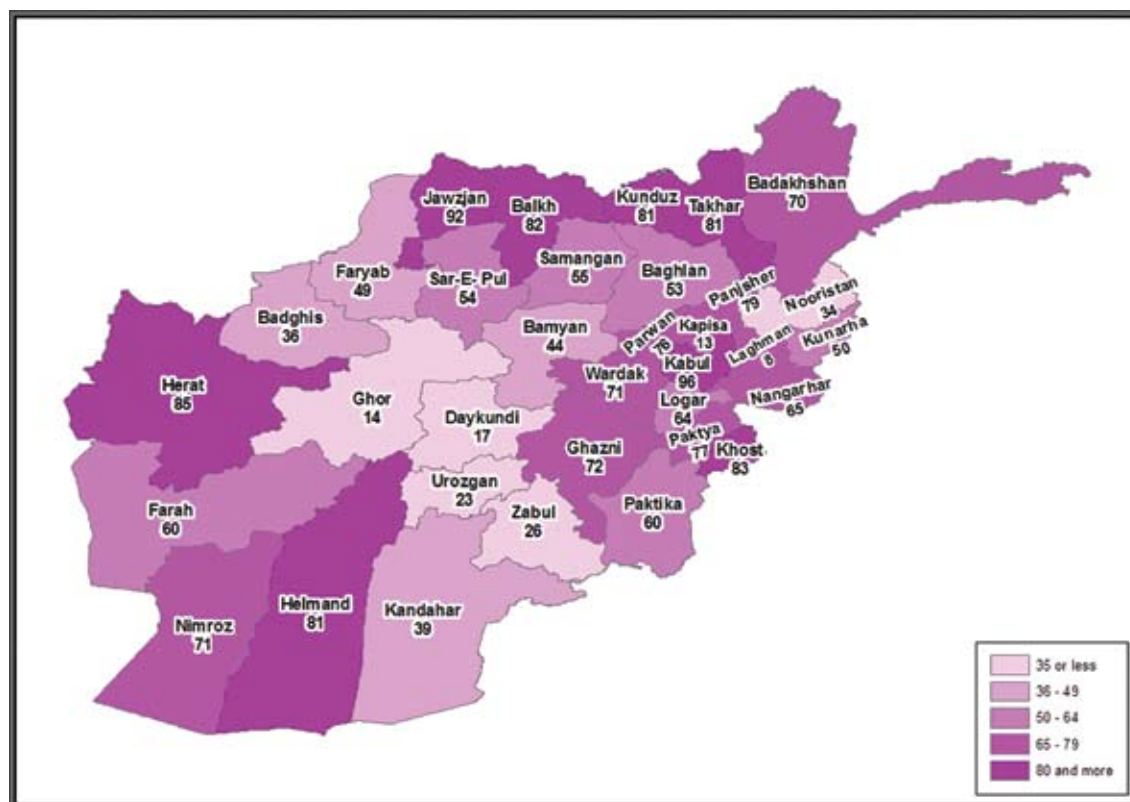 Jawzjan
92
Balkh
82
Kunduz
81
Takhar
81
Badakhshan
70
Faryab
49
Sar-E- Pul
54
Samangan
55
Baghlan
53
Panjsher
79
Nooristan
34
Badghis
36
Bamyan
44
Parwan
76
Kapisa
13
Laghman
8
Kunarha
50
Herat
85
Ghor
14
Daykundi
17
Wardak
71
Kabul
96
Logar
64
Nangarhar
65
Ghazni
72
Paktya
77
Khost
83
Farah
60
Urozgan
23
Zabul
26
Paktika
60
Nimroz
71
Helmand
81
Kandahar
39
35 or less
36 - 49
50 - 64
65 - 79
80 and more